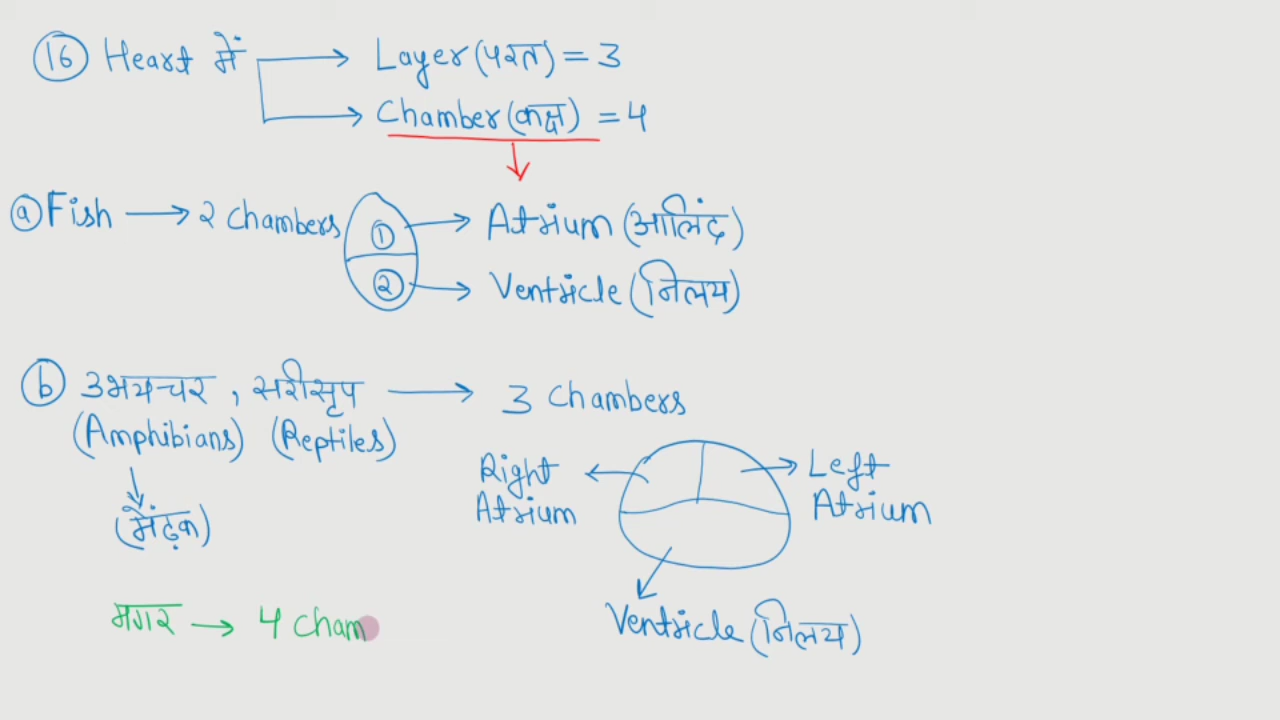 16 Heart में → Layer (परत) = 3
→ Chamber (कक्ष) = 4
a Fish → 2 Chambers
1 → Atrium (आलिंद)
2 → Ventricle (निलय)
b उभयचर, सरीसृप → 3 Chambers
(Amphibians) (Reptiles)
(मेंढ़क)
Right Atrium
Left Atrium
Ventricle (निलय)
मगर → 4 Cham